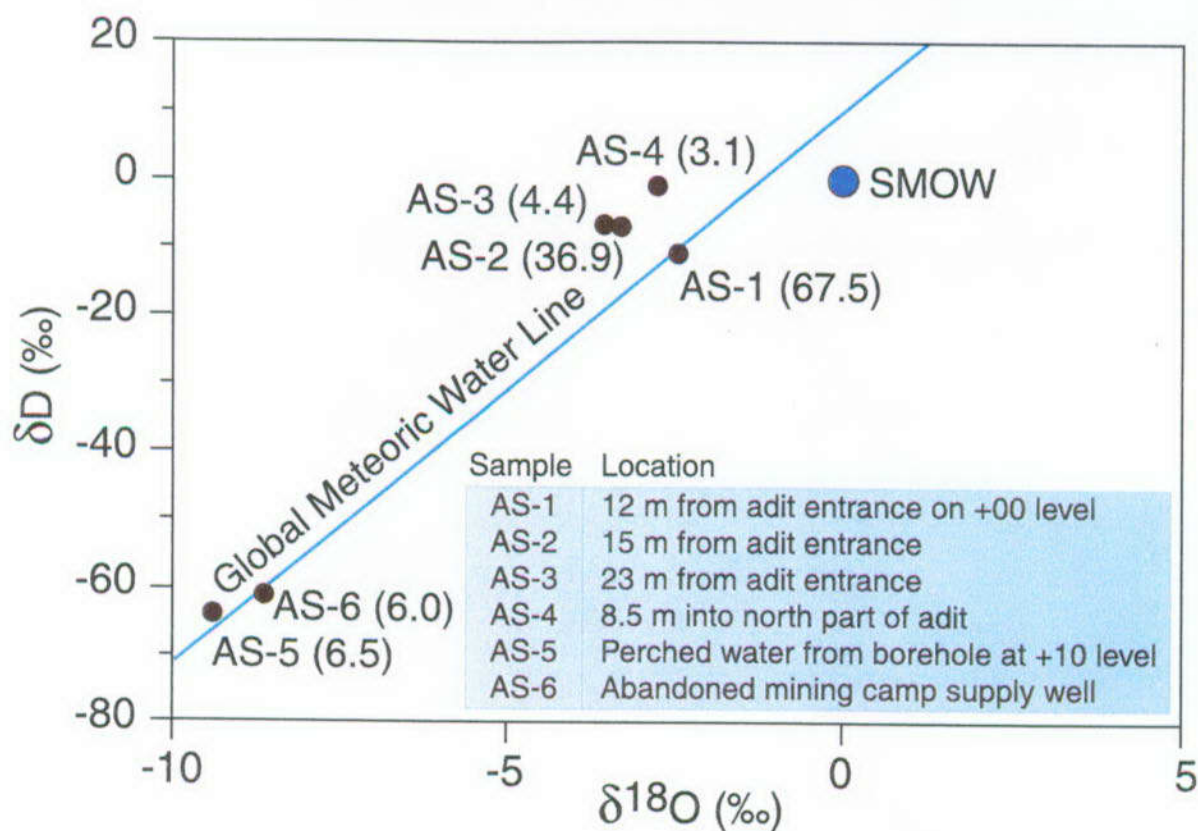 20
0
-20
-40
-60
-80
δD (‰)
AS-4 (3.1)
SMOW
AS-3 (4.4)
AS-2 (36.9)
AS-1 (67.5)
Global Meteoric Water Line
AS-6 (6.0)
AS-5 (6.5)
Sample Location
AS-1 12 m from adit entrance on +00 level
AS-2 15 m from adit entrance
AS-3 23 m from adit entrance
AS-4 8.5 m into north part of adit
AS-5 Perched water from borehole at +10 level
AS-6 Abandoned mining camp supply well
-10 -5 0 5
δ18O (‰)